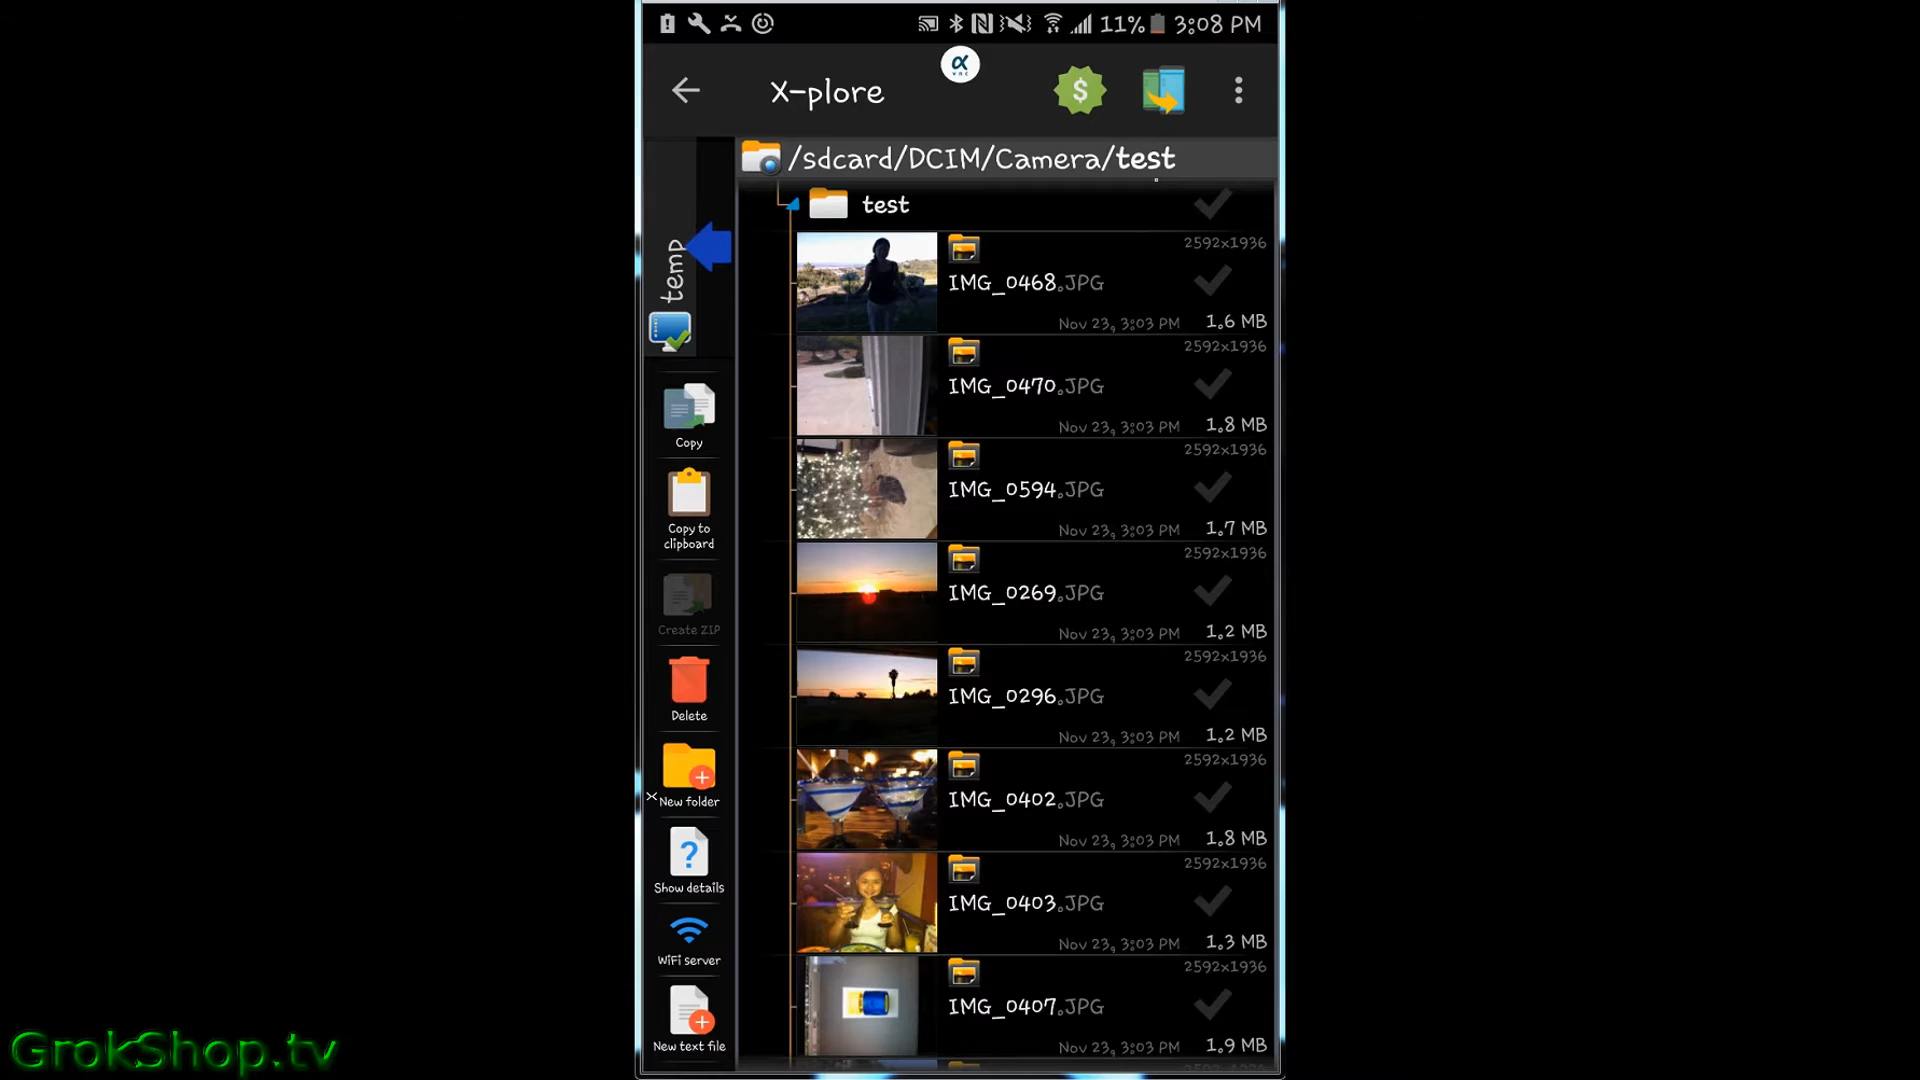 11% 3:08 PM
α
VNC
X-plore
$
/sdcard/DCIM/Camera/test
temp
test
2592x1936
IMG_0468.JPG
Nov 23, 3:03 PM 1.6 MB
2592x1936
IMG_0470.JPG
Nov 23, 3:03 PM 1.8 MB
2592x1936
IMG_0594.JPG
Nov 23, 3:03 PM 1.7 MB
2592x1936
IMG_0269.JPG
Nov 23, 3:03 PM 1.2 MB
2592x1936
IMG_0296.JPG
Nov 23, 3:03 PM 1.2 MB
2592x1936
IMG_0402.JPG
Nov 23, 3:03 PM 1.8 MB
2592x1936
IMG_0403.JPG
Nov 23, 3:03 PM 1.3 MB
2592x1936
IMG_0407.JPG
Nov 23, 3:03 PM 1.9 MB
Copy
Copy to
clipboard
Create ZIP
Delete
New folder
?
Show details
WiFi server
New text file
GrokShop.tv